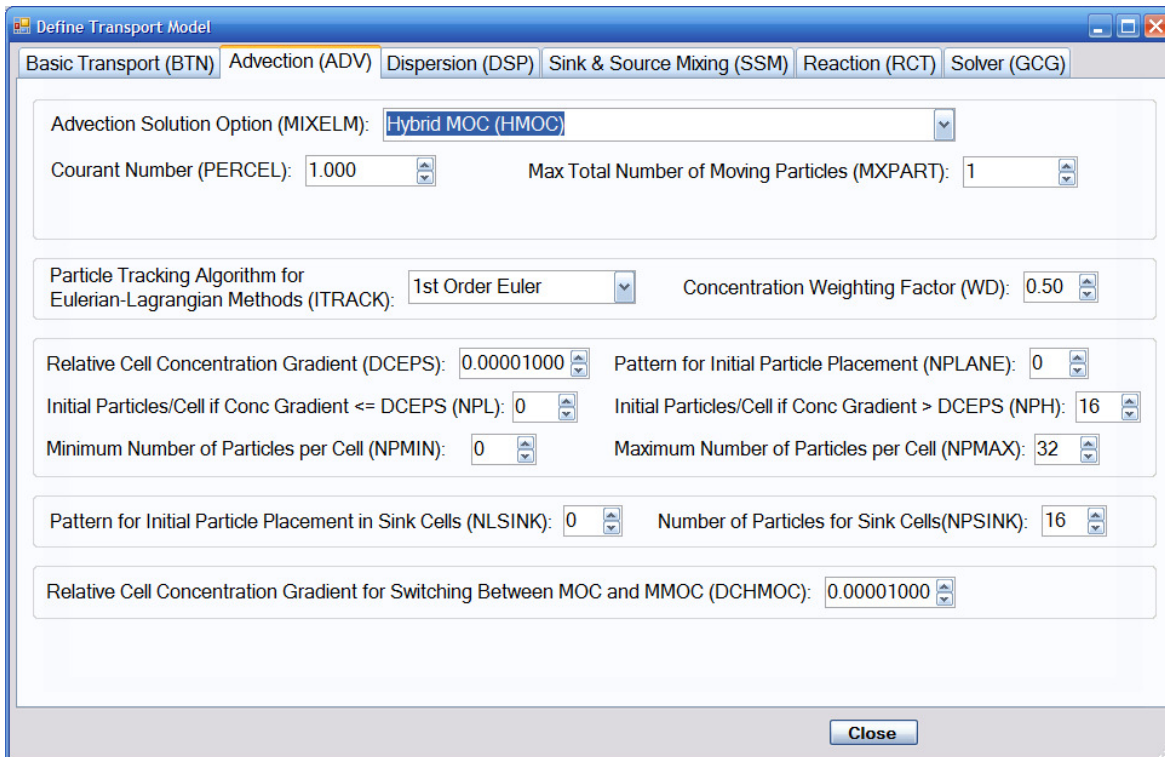 Define Transport Model
Basic Transport (BTN) Advection (ADV) Dispersion (DSP) Sink & Source Mixing (SSM) Reaction (RCT) Solver (GCG)
Advection Solution Option (MIXELM): Hybrid MOC (HMOC)
Courant Number (PERCEL): 1.000 Max Total Number of Moving Particles (MXPART): 1
Particle Tracking Algorithm for
Eulerian-Lagrangian Methods (ITRACK): 1st Order Euler Concentration Weighting Factor (WD): 0.50
Relative Cell Concentration Gradient (DCEPS): 0.00001000 Pattern for Initial Particle Placement (NPLANE): 0
Initial Particles/Cell if Conc Gradient <= DCEPS (NPL): 0 Initial Particles/Cell if Conc Gradient > DCEPS (NPH): 16
Minimum Number of Particles per Cell (NPMIN): 0 Maximum Number of Particles per Cell (NPMAX): 32
Pattern for Initial Particle Placement in Sink Cells (NLSINK): 0 Number of Particles for Sink Cells(NPSINK): 16
Relative Cell Concentration Gradient for Switching Between MOC and MMOC (DCHMOC): 0.00001000
Close